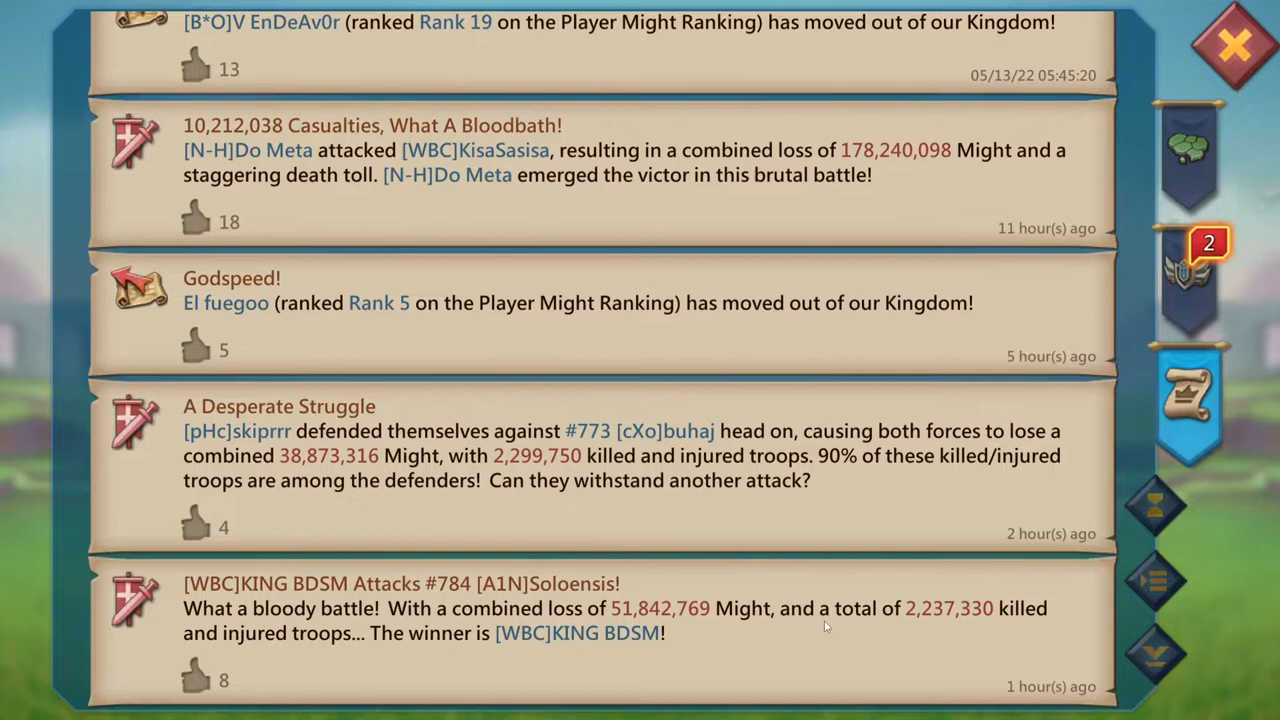 [B*O]V EnDeAv0r (ranked Rank 19 on the Player Might Ranking) has moved out of our Kingdom!
13
05/13/22 05:45:20
10,212,038 Casualties, What A Bloodbath!
[N-H]Do Meta attacked [WBC]KisaSasisa, resulting in a combined loss of 178,240,098 Might and a
staggering death toll. [N-H]Do Meta emerged the victor in this brutal battle!
18
11 hour(s) ago
2
Godspeed!
El fuegoo (ranked Rank 5 on the Player Might Ranking) has moved out of our Kingdom!
5
5 hour(s) ago
A Desperate Struggle
[pHc]skiprrr defended themselves against #773 [cXo]buhaj head on, causing both forces to lose a
combined 38,873,316 Might, with 2,299,750 killed and injured troops. 90% of these killed/injured
troops are among the defenders! Can they withstand another attack?
4
2 hour(s) ago
[WBC]KING BDSM Attacks #784 [A1N]Soloensis!
What a bloody battle! With a combined loss of 51,842,769 Might, and a total of 2,237,330 killed
and injured troops... The winner is [WBC]KING BDSM!
8
1 hour(s) ago